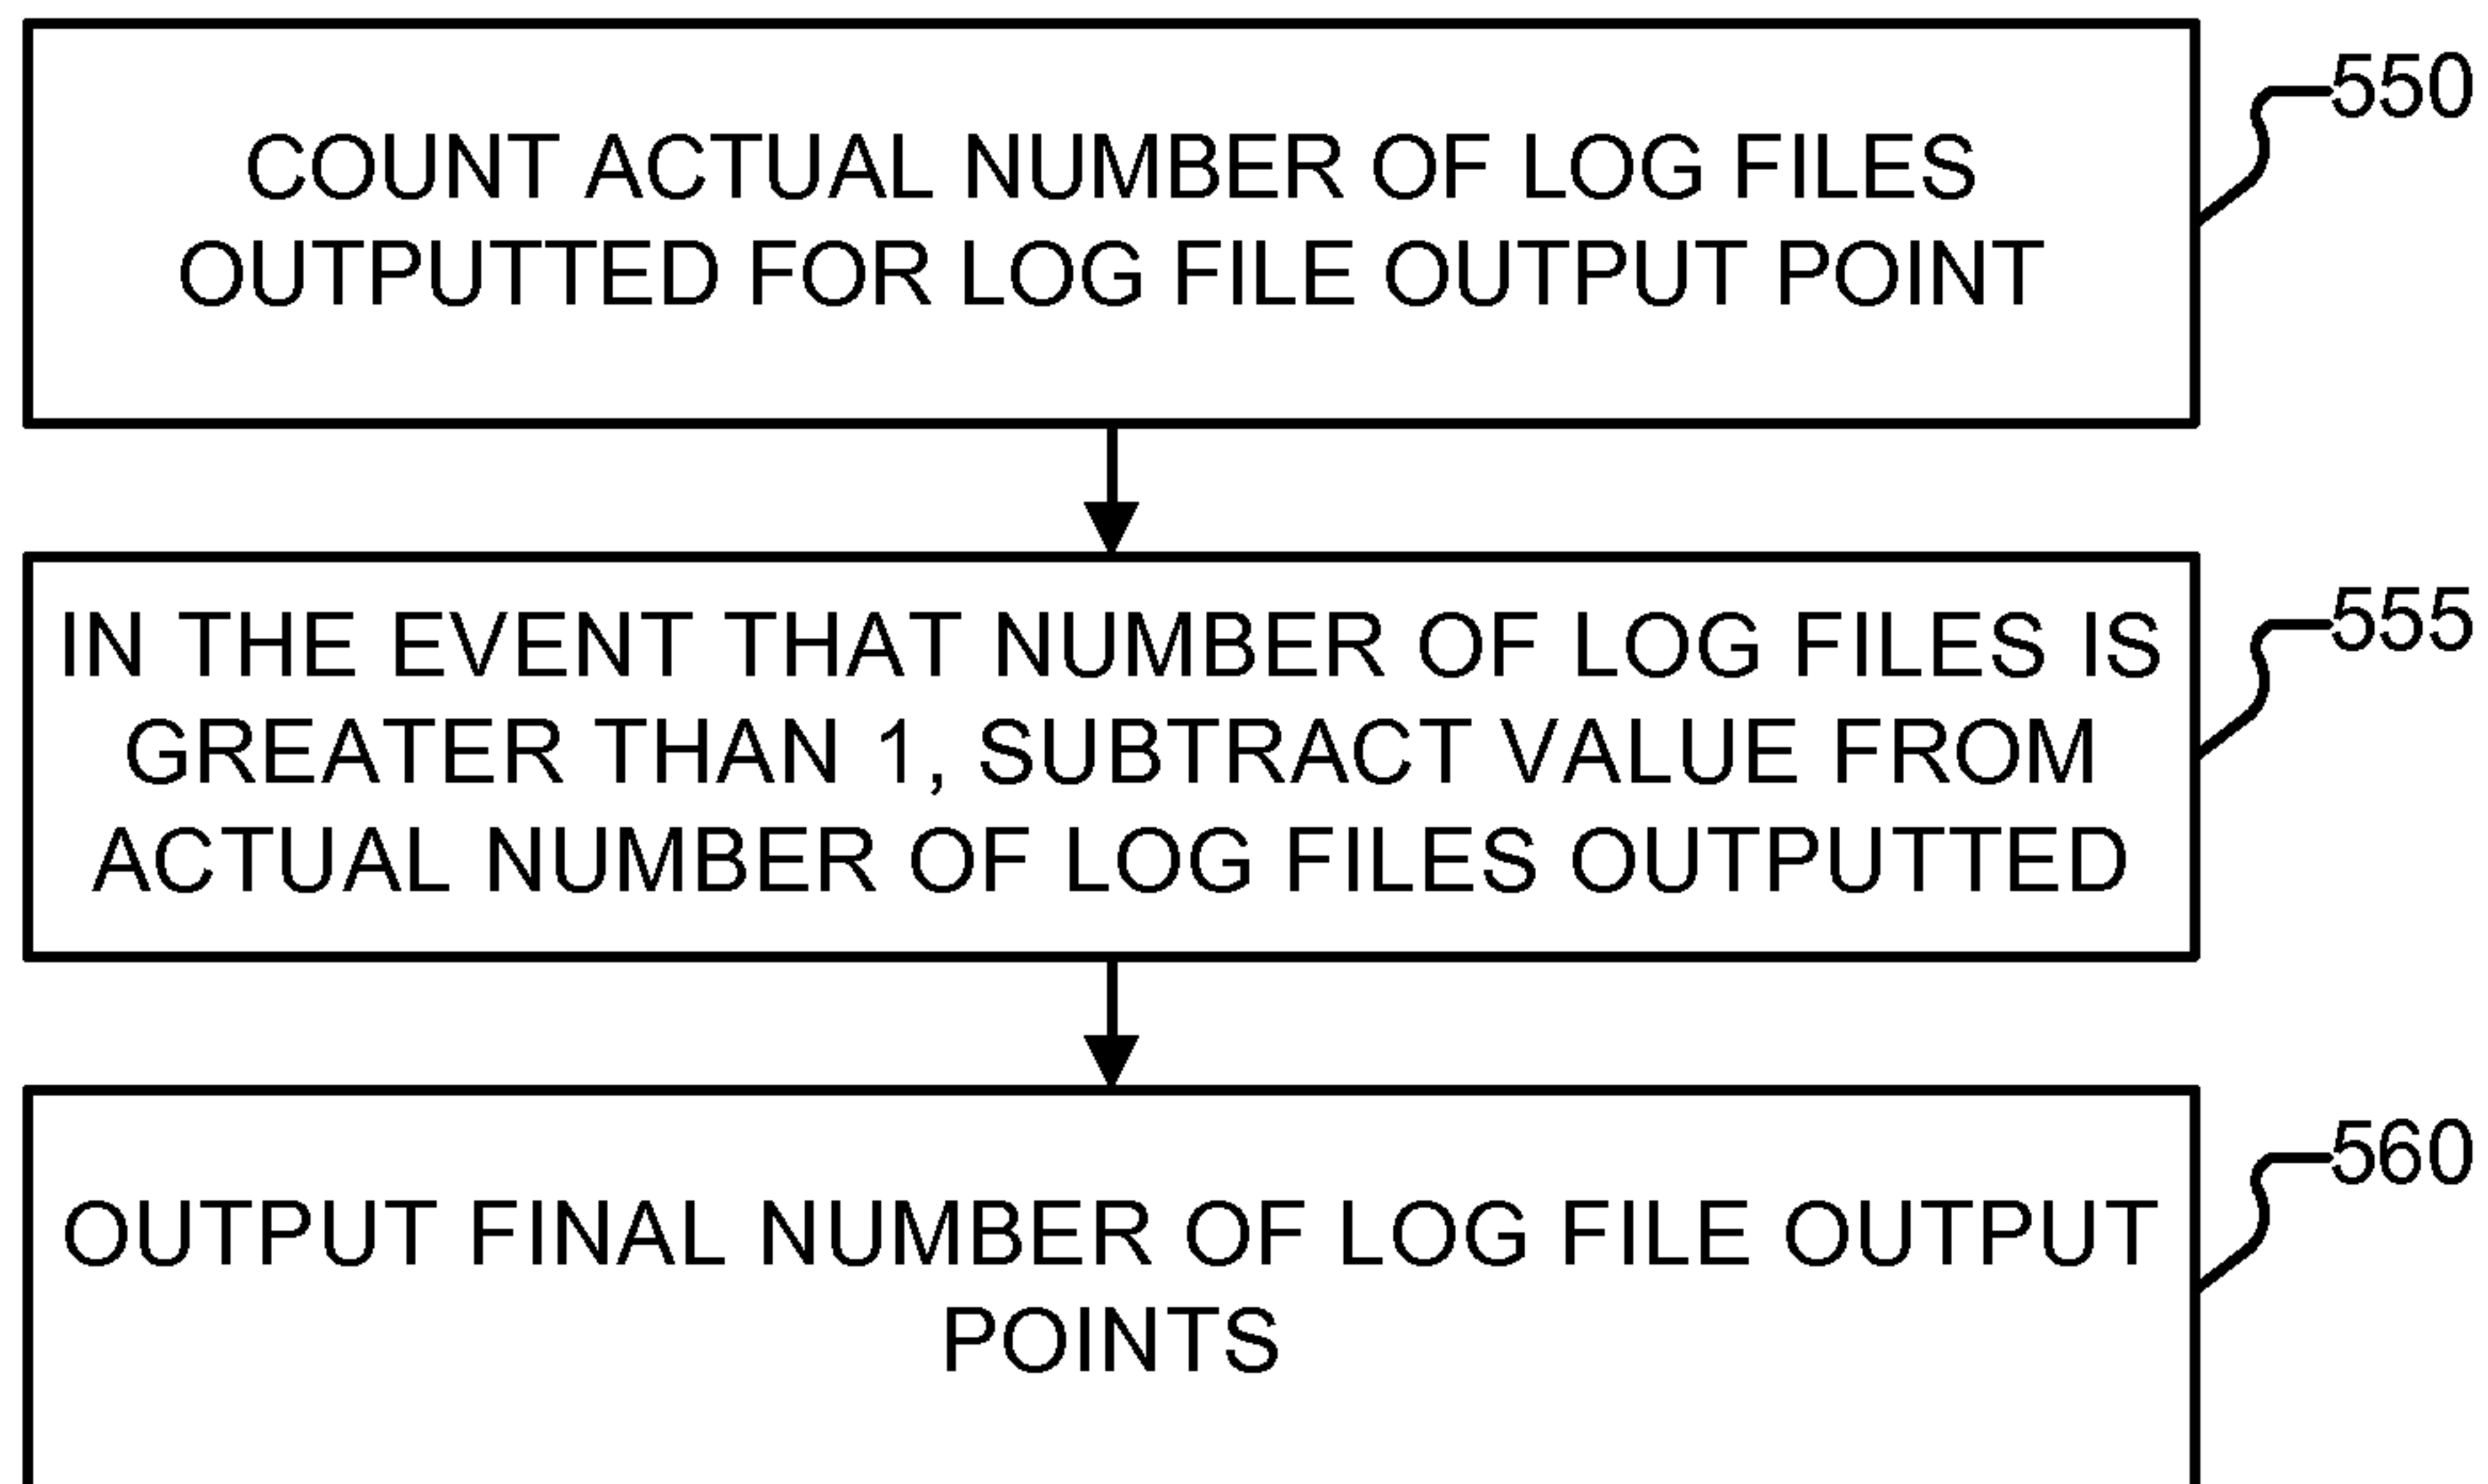 COUNT ACTUAL NUMBER OF LOG FILES
OUTPUTTED FOR LOG FILE OUTPUT POINT
550
IN THE EVENT THAT NUMBER OF LOG FILES IS
GREATER THAN 1, SUBTRACT VALUE FROM
ACTUAL NUMBER OF LOG FILES OUTPUTTED
555
OUTPUT FINAL NUMBER OF LOG FILE OUTPUT
POINTS
560